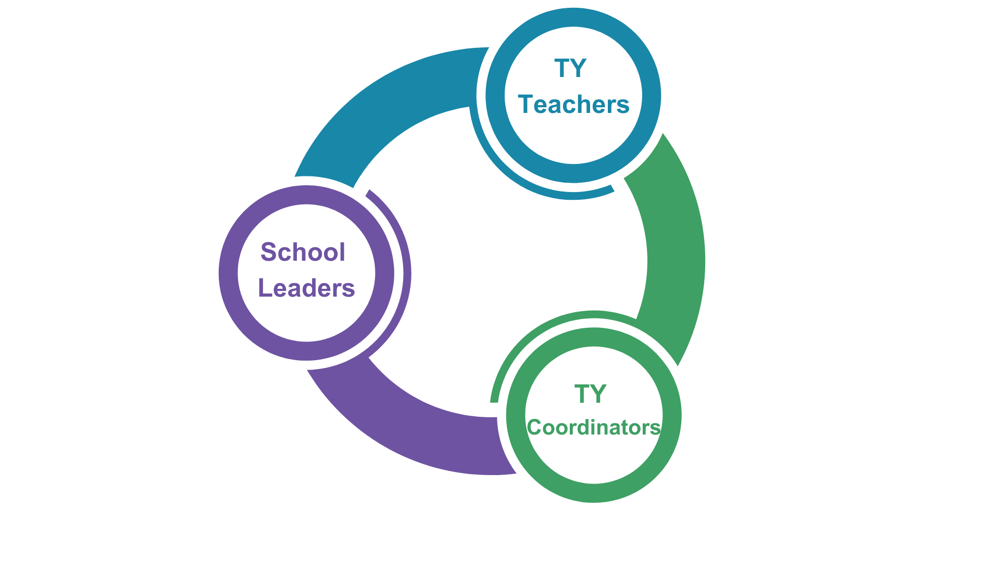 TY
Teachers
School
Leaders
TY
Coordinators